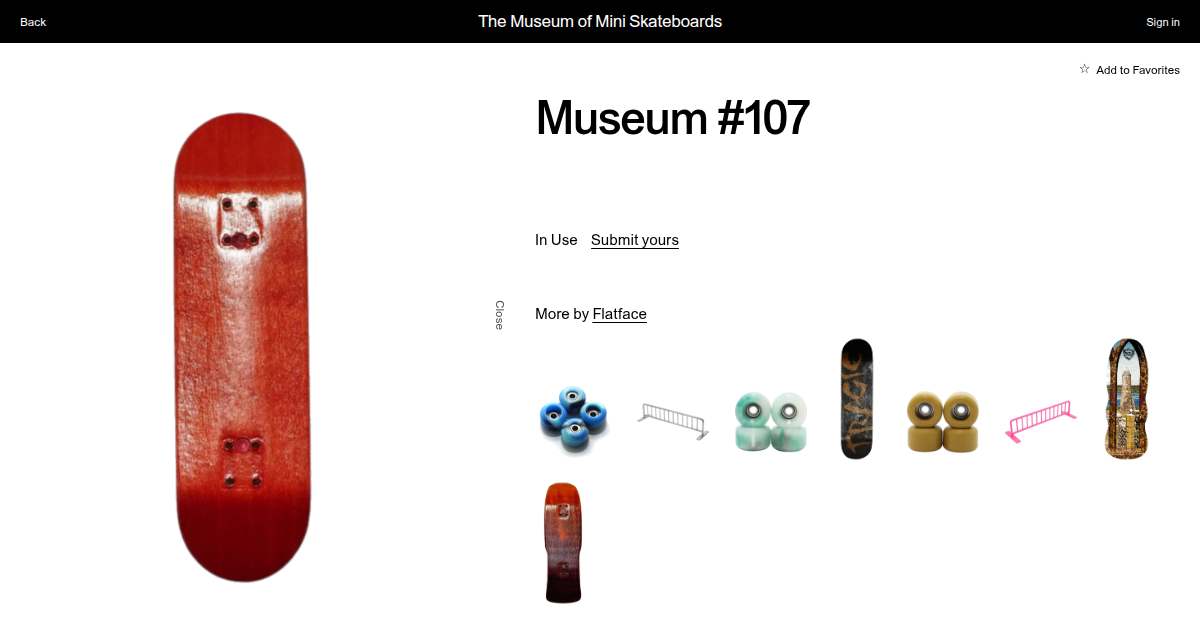 Back
The Museum of Mini Skateboards
Sign in
☆ Add to Favorites
Museum #107
In Use Submit yours
Close
More by Flatface